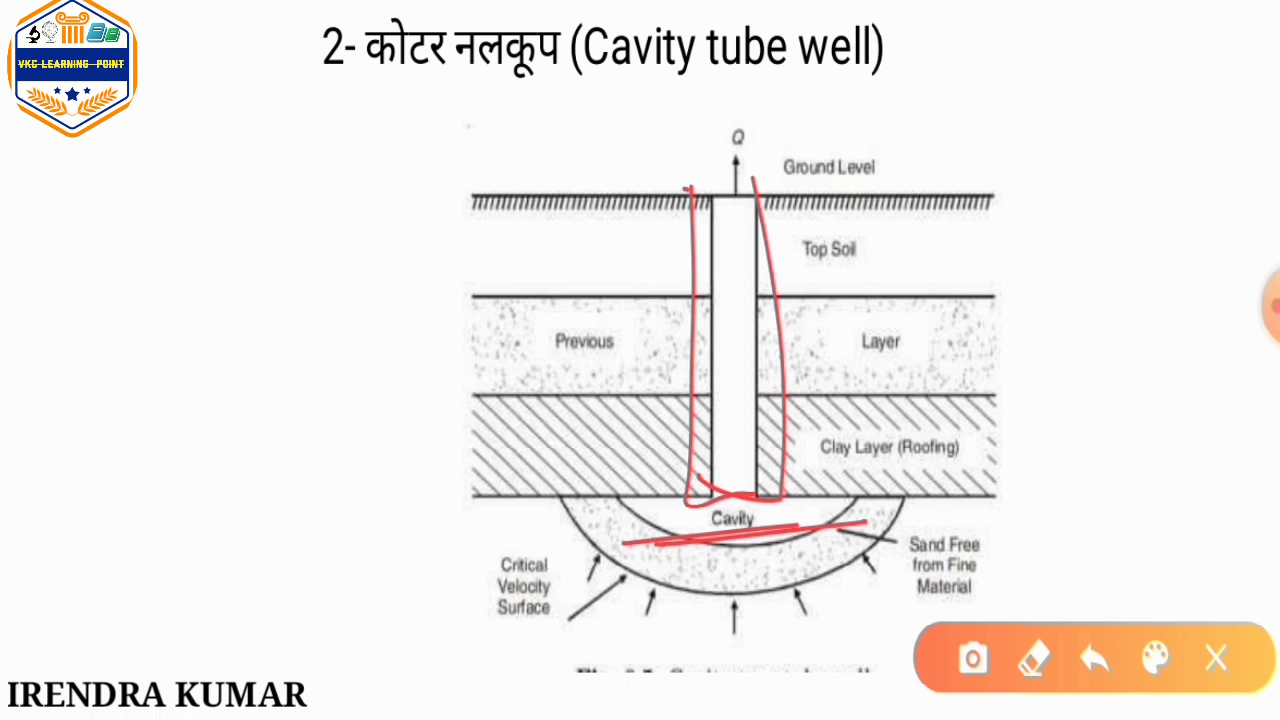 VKG LEARNING POINT
2- कोटर नलकूप (Cavity tube well)
Q
Ground Level
Top Soil
Previous Layer
Clay Layer (Roofing)
Cavity
Critical
Velocity
Surface
Sand Free
from Fine
Material
IRENDRA KUMAR